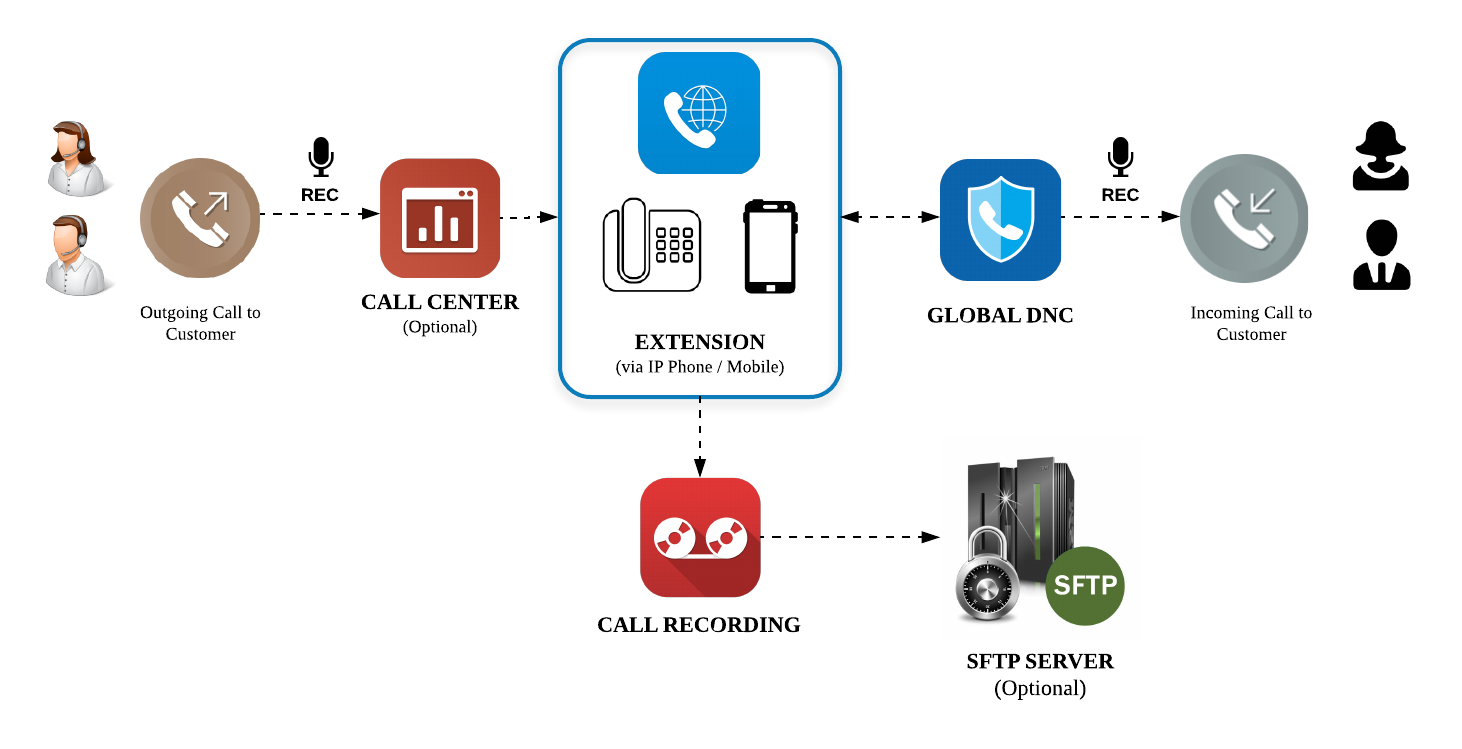 REC
REC
CALL CENTER
(Optional)
Outgoing Call to
Customer
EXTENSION
(via IP Phone / Mobile)
GLOBAL DNC
Incoming Call to
Customer
CALL RECORDING
SFTP
SFTP SERVER
(Optional)